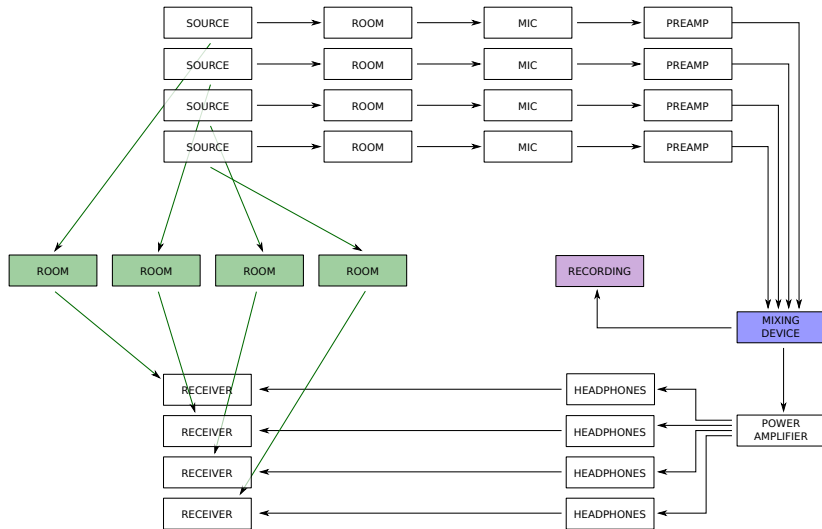 SOURCE
ROOM
MIC
PREAMP
SOURCE
ROOM
MIC
PREAMP
SOURCE
ROOM
MIC
PREAMP
SOURCE
ROOM
MIC
PREAMP
ROOM
ROOM
ROOM
ROOM
RECORDING
MIXING
DEVICE
RECEIVER
HEADPHONES
RECEIVER
HEADPHONES
POWER
AMPLIFIER
RECEIVER
HEADPHONES
RECEIVER
HEADPHONES